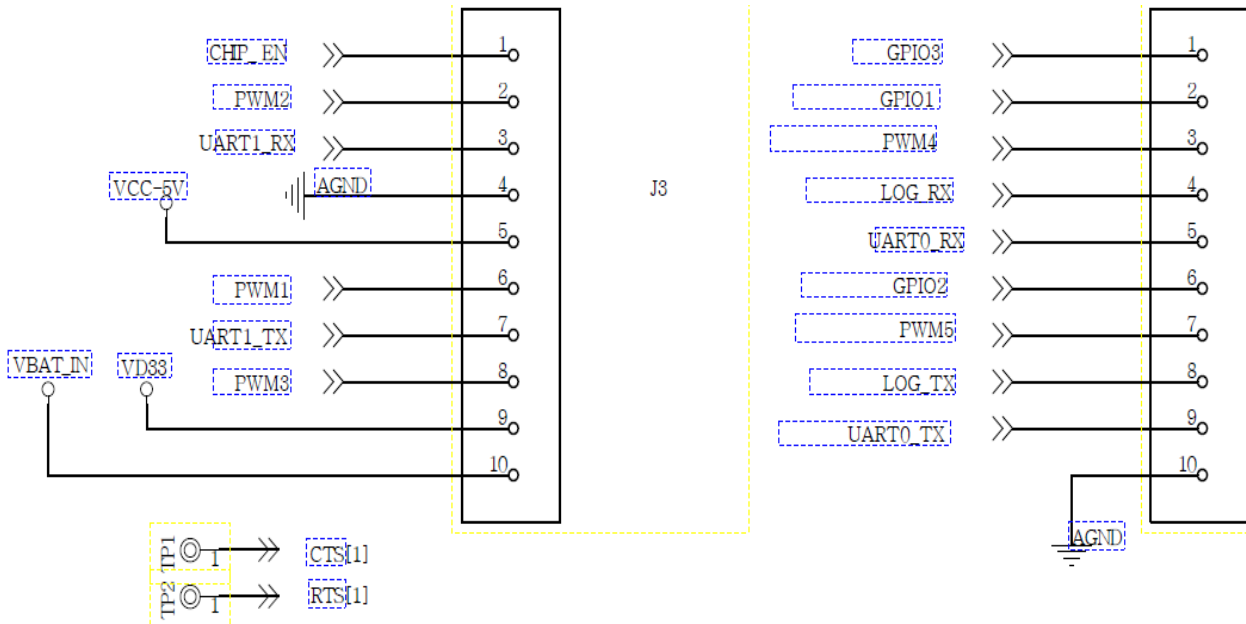 CHIP_EN 1
PWM2 2
UART1_RX 3
AGND 4
VCC-5V 5
PWM1 6
UART1_TX 7
PWM3 8
VD33 9
VBAT_IN 10
J3
GPIO3 1
GPIO1 2
PWM4 3
LOG_RX 4
UART0_RX 5
GPIO2 6
PWM5 7
LOG_TX 8
UART0_TX 9
10
AGND
TP1 1 CTS[1]
TP2 1 RTS[1]